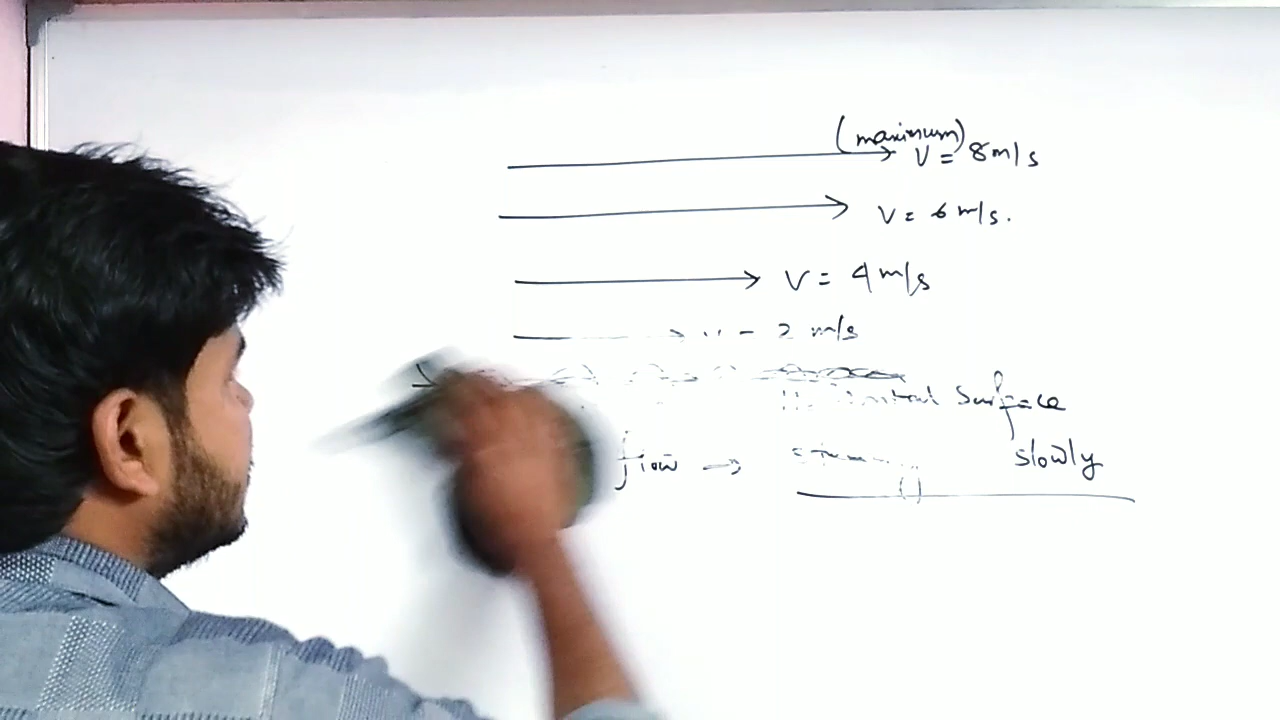 (maximum)
V = 8 m/s
V = 6 m/s.
V = 4 m/s
2 m/s
Surface
flow → slowly